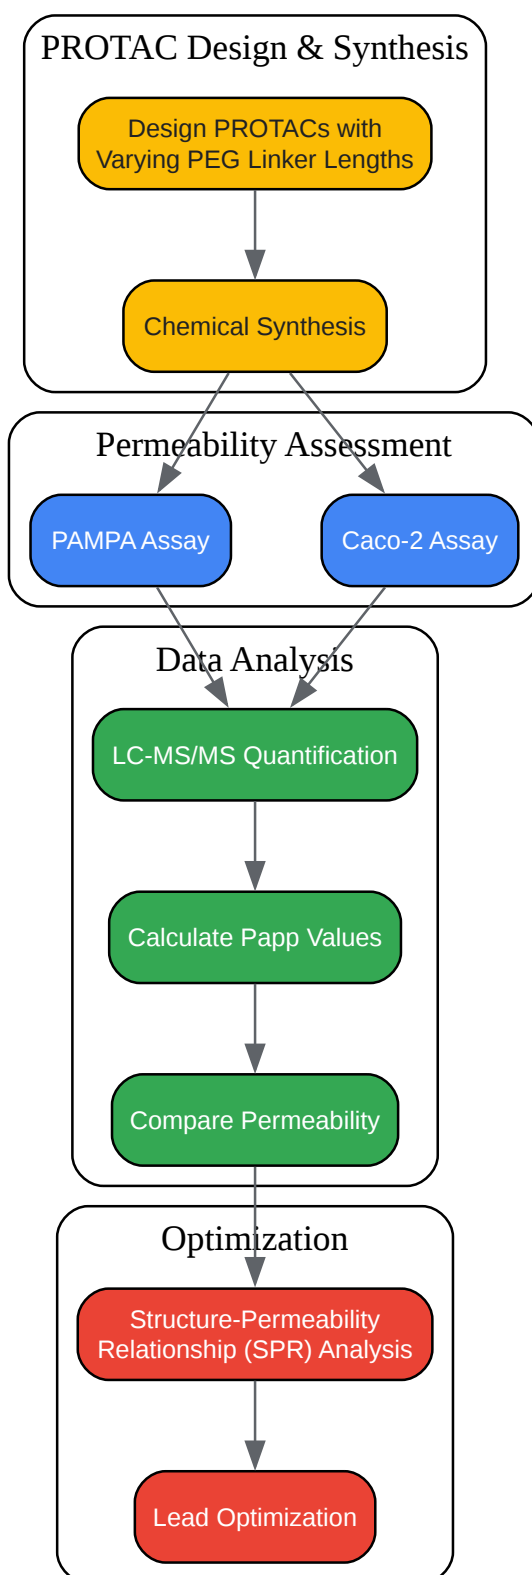 PROTAC Design & Synthesis
Design PROTACs with
Varying PEG Linker Lengths
Chemical Synthesis
Permeability Assessment
PAMPA Assay
Caco-2 Assay
Data Analysis
LC-MS/MS Quantification
Calculate Papp Values
Compare Permeability
Optimization
Structure-Permeability
Relationship (SPR) Analysis
Lead Optimization